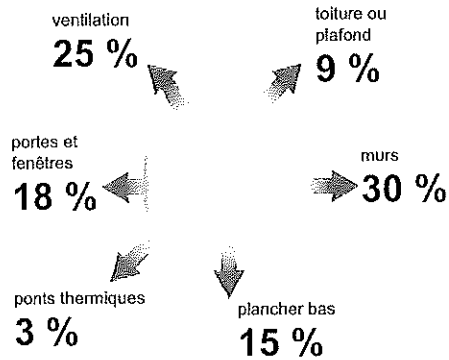 ventilation
25 %
toiture ou
plafond
9 %
portes et
fenêtres
18 %
murs
30 %
ponts thermiques
3 %
plancher bas
15 %